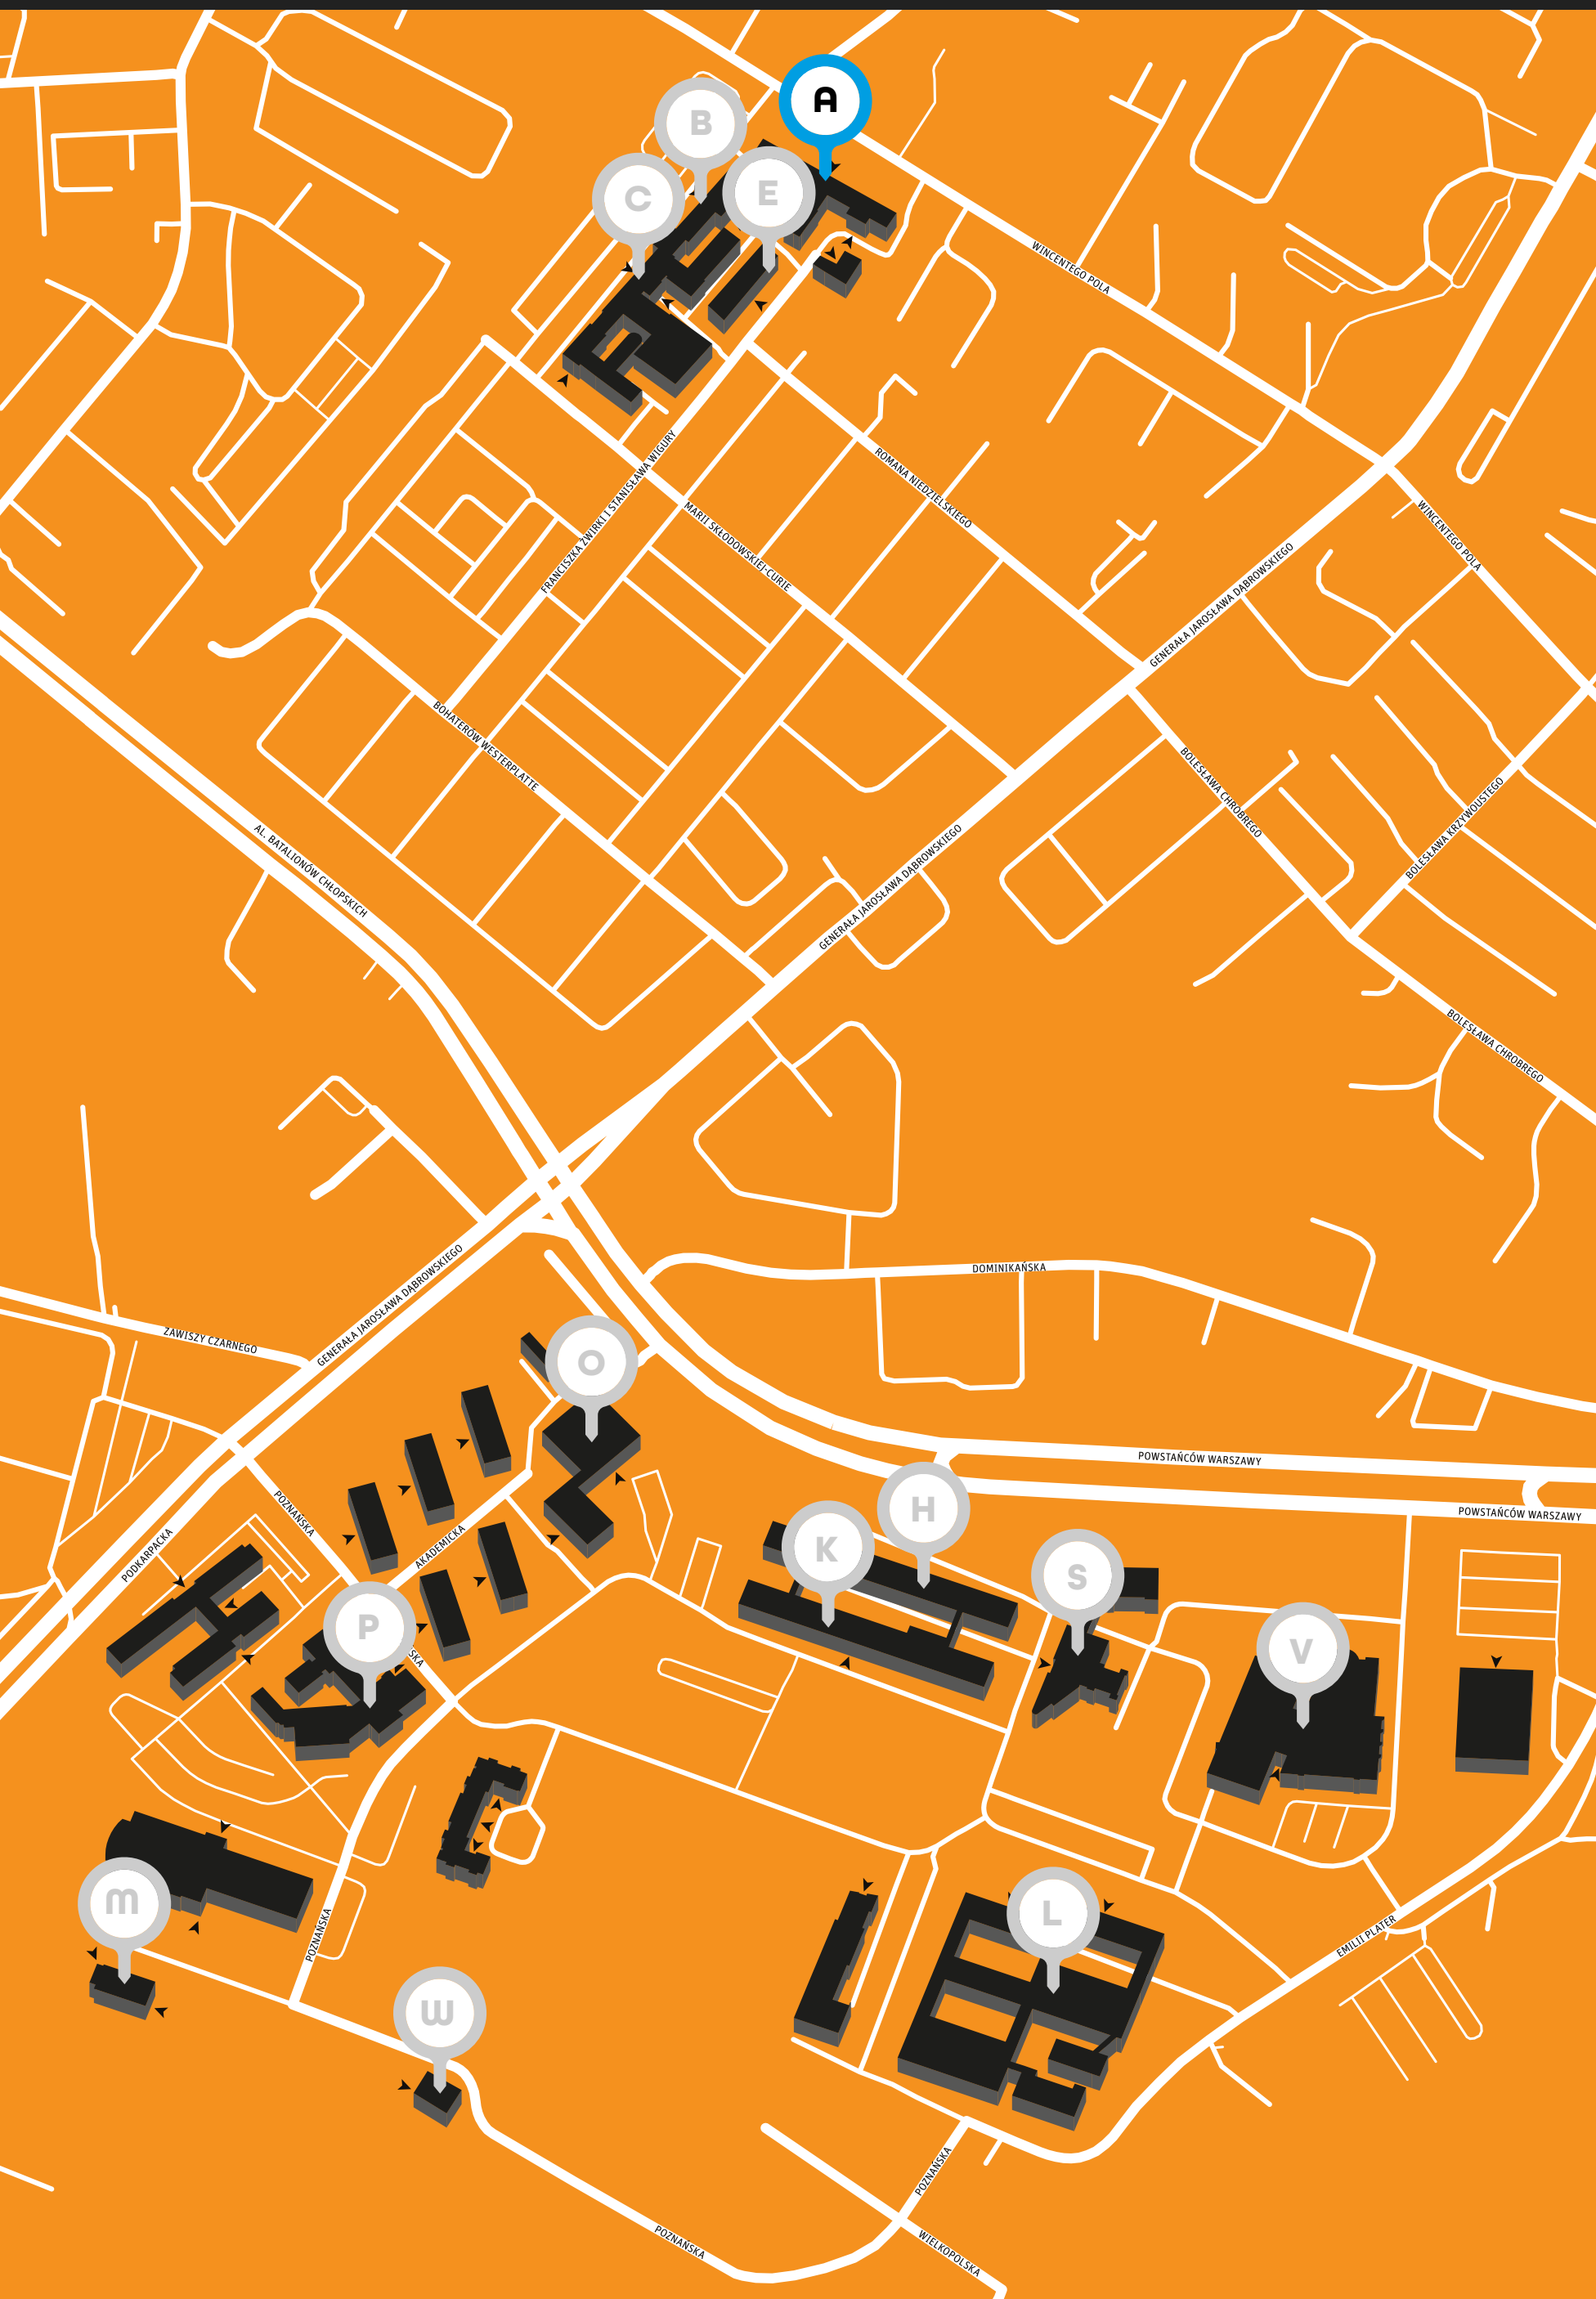 A
B
E
C
WINCENTEGO POLA
FRANCISZKA ŻWIRKI I STANISŁAWA WIGURY
ROMANA NIEDZIELSKIEGO
MARII SKŁODOWSKIEJ-CURIE
WINCENTEGO POLA
GENERAŁA JAROSŁAWA DĄBROWSKIEGO
BOHATERÓW WESTERPLATTE
BOLESŁAWA CHROBREGO
BOLESŁAWA KRZYWOUSTEGO
AL. BATALIONÓW CHŁOPSKICH
GENERAŁA JAROSŁAWA DĄBROWSKIEGO
BOLESŁAWA CHROBREGO
DOMINIKAŃSKA
GENERAŁA JAROSŁAWA DĄBROWSKIEGO
ZAWISZY CZARNEGO
O
POWSTAŃCÓW WARSZAWY
POWSTAŃCÓW WARSZAWY
POZNAŃSKA
H
K
AKADEMICKA
PODKARPACKA
S
P
SKA
V
M
L
POZNAŃSKA
EMILII PLATER
W
POZNAŃSKA
POZNAŃSKA
WIELKOPOLSKA